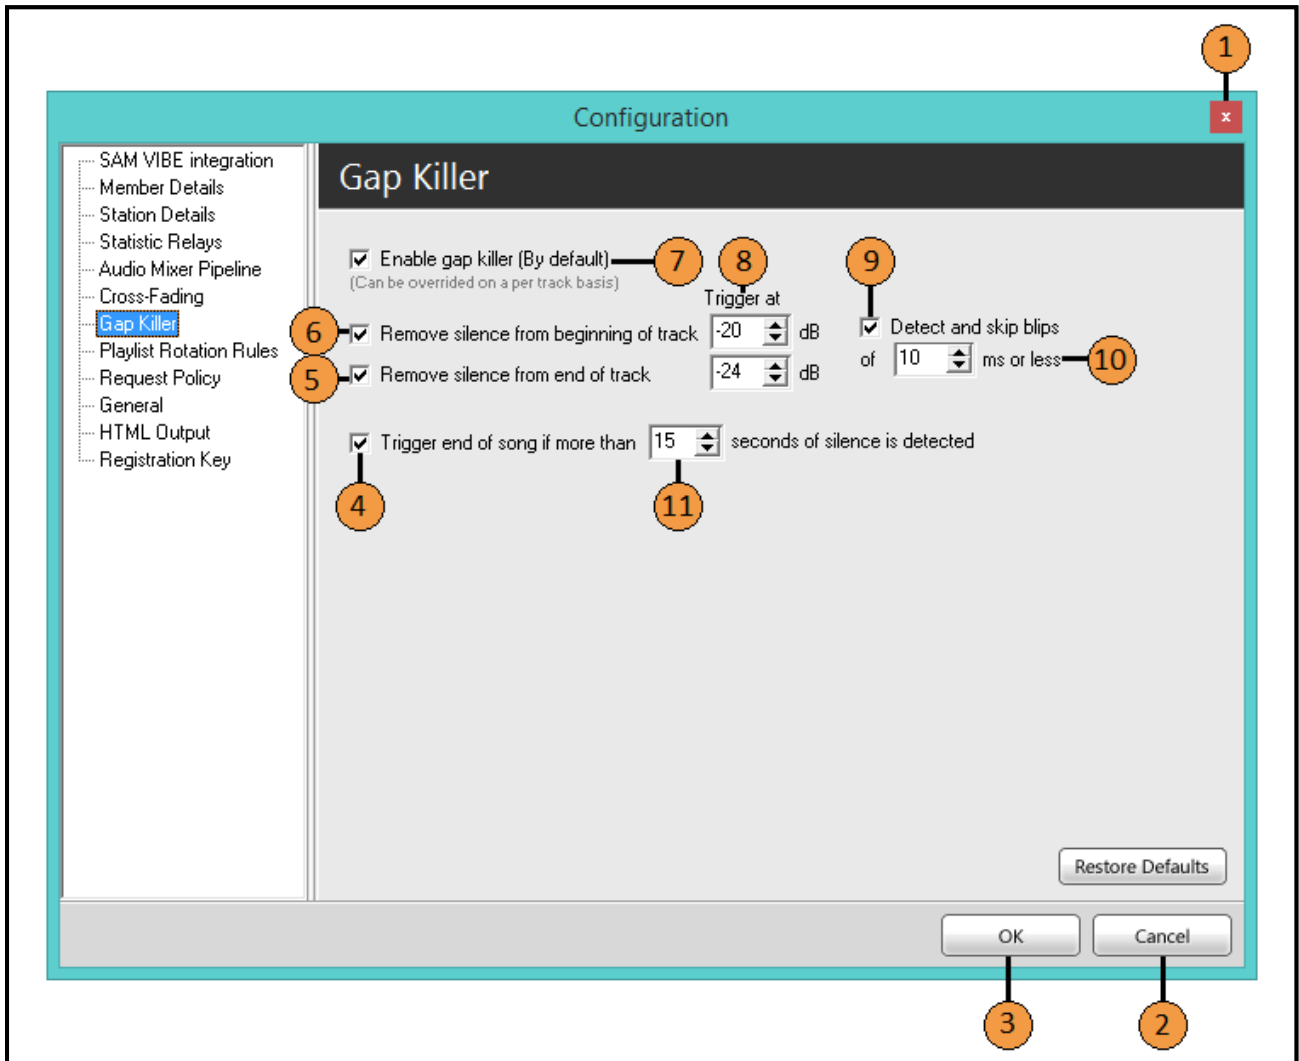 1
Configuration
x
SAM VIBE integration
Member Details
Station Details
Statistic Relays
Audio Mixer Pipeline
Cross-Fading
Gap Killer
Playlist Rotation Rules
Request Policy
General
HTML Output
Registration Key
Gap Killer
Enable gap killer (By default) 7 8 9
(Can be overrided on a per track basis)
Trigger at
6 Remove silence from beginning of track -20 dB Detect and skip blips
5 Remove silence from end of track -24 dB of 10 ms or less 10
Trigger end of song if more than 15 seconds of silence is detected
4 11
Restore Defaults
OK Cancel
3 2